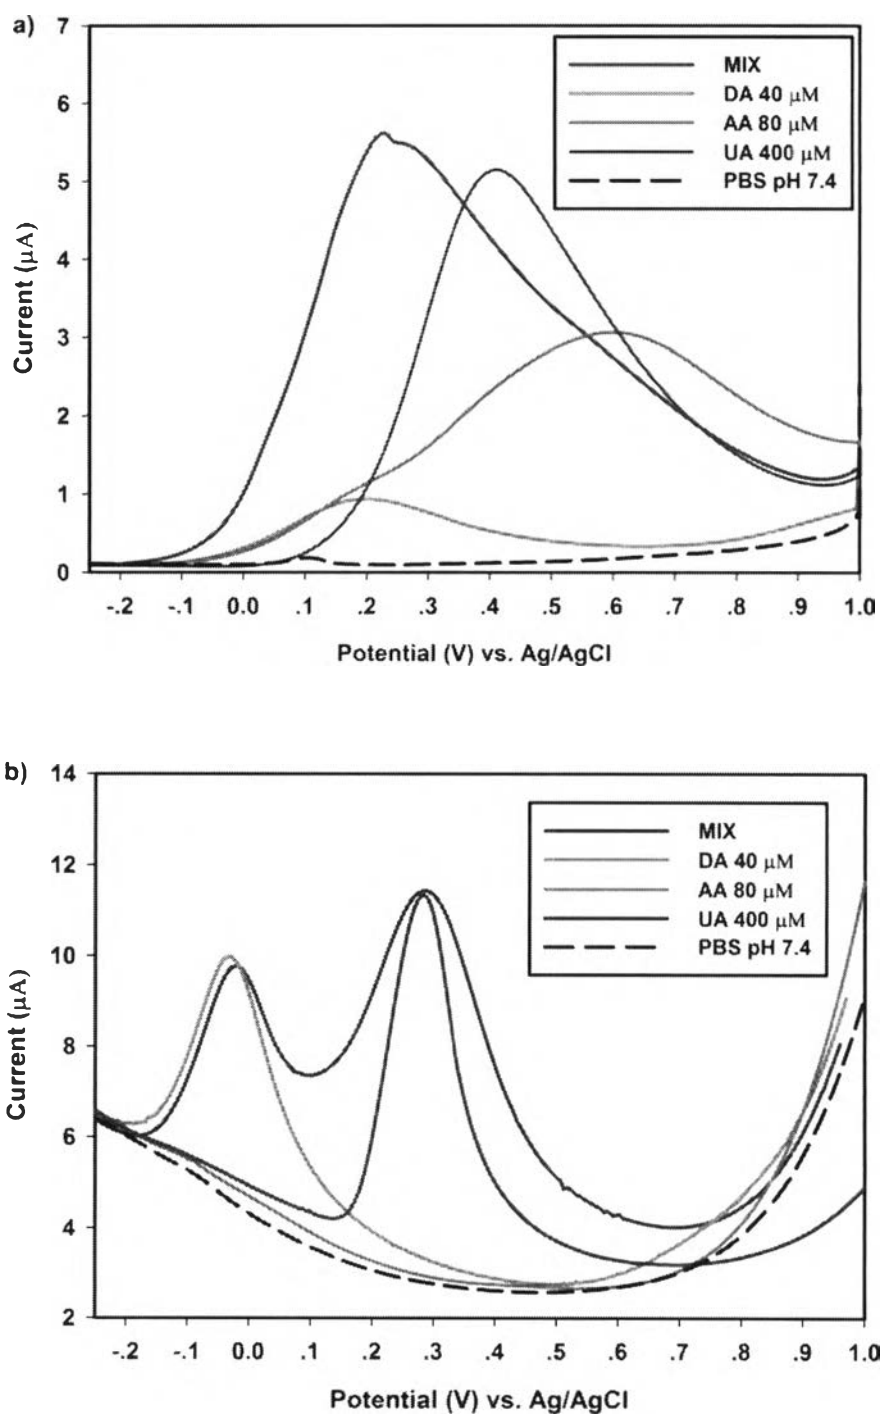 a)
7
6
5
4
3
2
1
0
Current (μA)
MIX
DA 40 μM
AA 80 μM
UA 400 μM
PBS pH 7.4
-.2 -.1 0.0 .1 .2 .3 .4 .5 .6 .7 .8 .9 1.0
Potential (V) vs. Ag/AgCl
b)
14
12
10
8
6
4
2
Current (μA)
MIX
DA 40 μM
AA 80 μM
UA 400 μM
PBS pH 7.4
-.2 -.1 0.0 .1 .2 .3 .4 .5 .6 .7 .8 .9 1.0
Potential (V) vs. Ag/AgCl